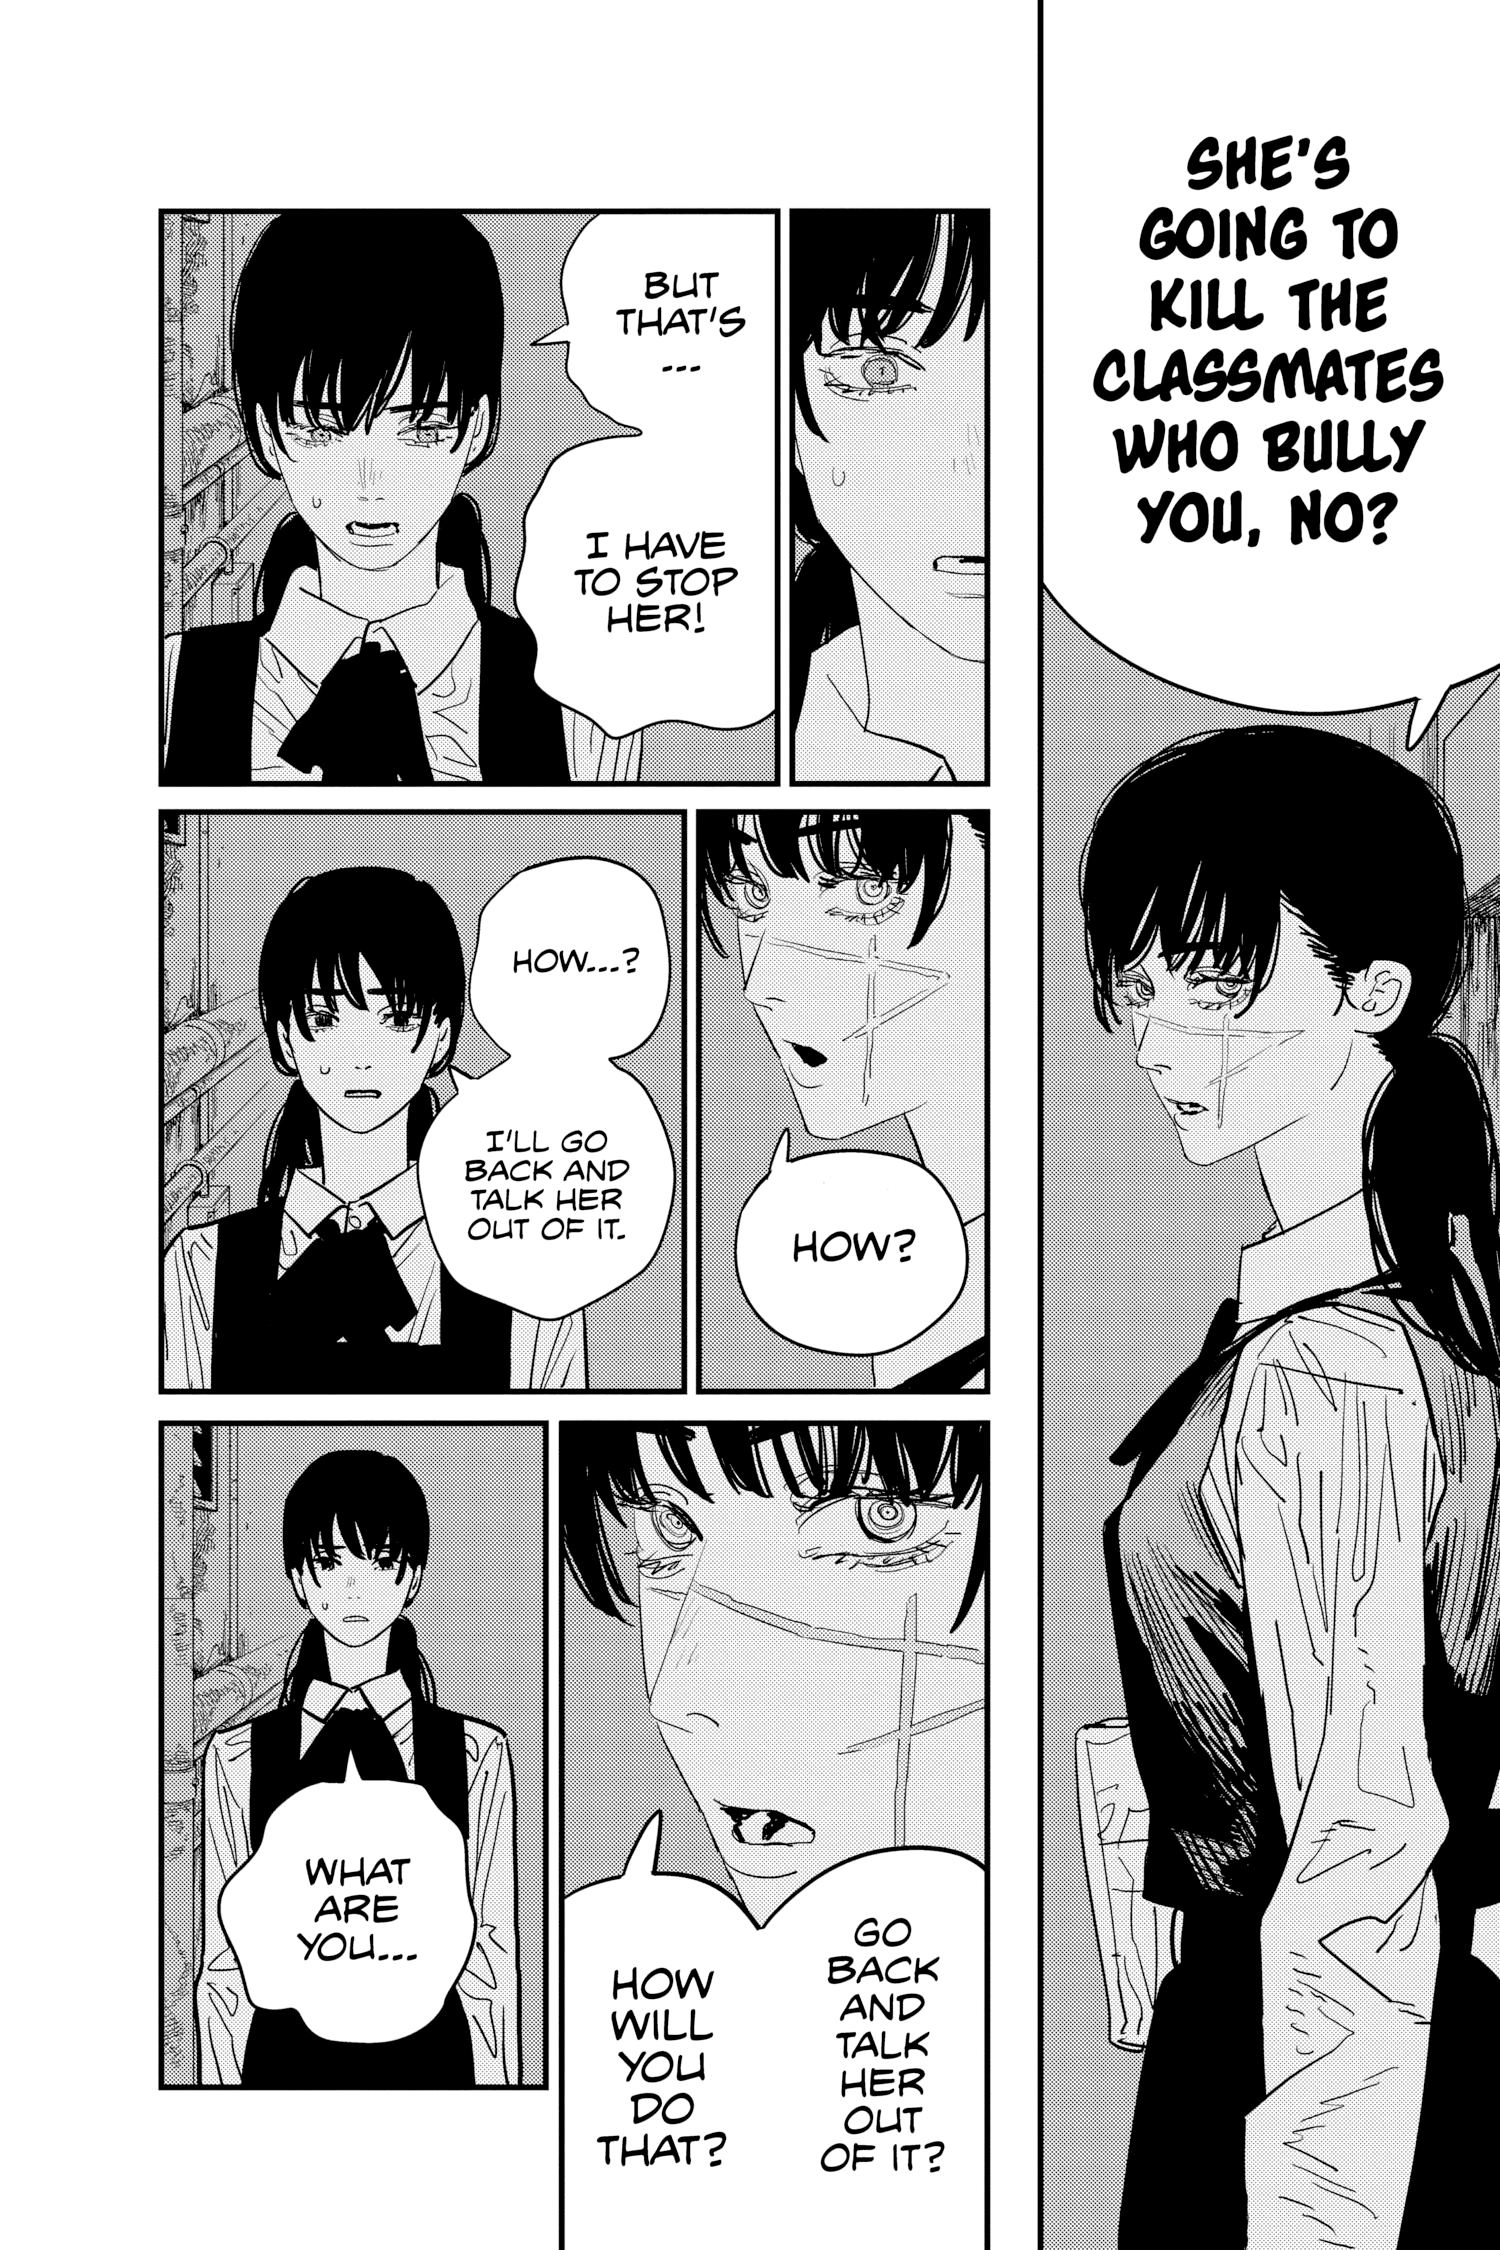 SHE'S
GOING TO
KILL THE
CLASSMATES
WHO BULLY
YOU, NO?
BUT
THAT'S
...
I HAVE
TO STOP
HER!
HOW?
HOW...?
I'LL GO
BACK AND
TALK HER
OUT OF IT.
GO
BACK
AND
TALK
HER
OUT
OF IT?
HOW
WILL
YOU
DO
THAT?
WHAT
ARE
YOU...